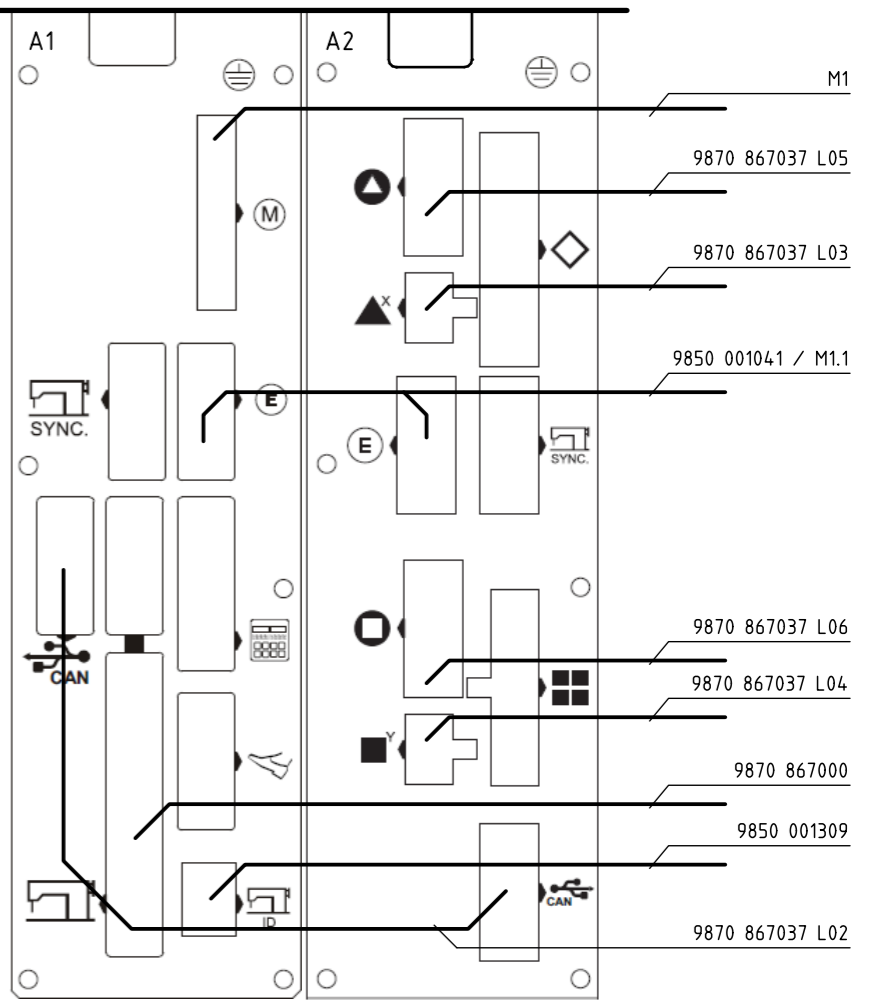 A1
A2
M1
9870 867037 L05
M
X
9870 867037 L03
9850 001041 / M1.1
E
SYNC.
E
SYNC.
9870 867037 L06
CAN
9870 867037 L04
Y
9870 867000
9850 001309
CAN
ID
9870 867037 L02